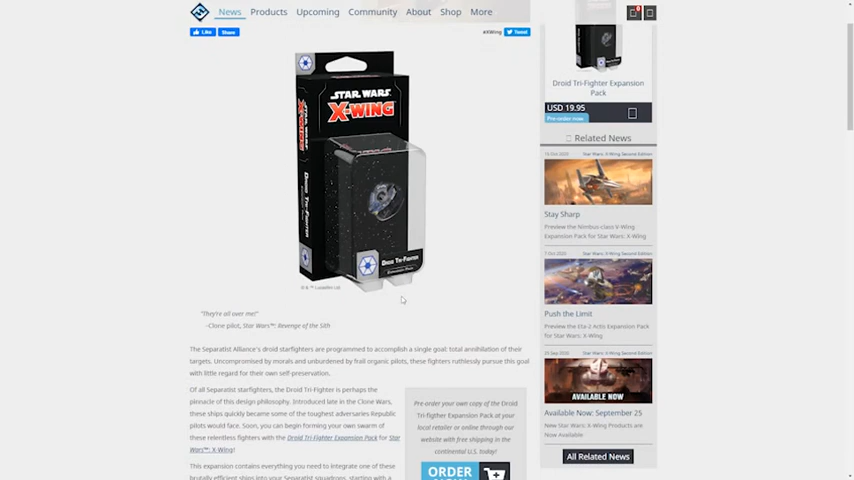 News Products Upcoming Community About Shop More
Like Share
#XWing Tweet
STAR WARS
X-WING
DROID TRI-FIGHTER
DROID TRI-FIGHTER
Expansion Pack
© & ™ Lucasfilm Ltd.
"They're all over me!"
-Clone pilot, Star Wars™: Revenge of the Sith
The Separatist Alliance's droid starfighters are programmed to accomplish a single goal: total annihilation of their
targets. Uncompromised by morals and unburdened by frail organic pilots, these fighters ruthlessly pursue this goal
with little regard for their own self-preservation.
Of all Separatist starfighters, the Droid Tri-Fighter is perhaps the
pinnacle of this design philosophy. Introduced late in the Clone Wars,
these ships quickly became some of the toughest adversaries Republic
pilots would face. Soon, you can begin forming your own swarm of
these relentless fighters with the Droid Tri-Fighter Expansion Pack for Star
Wars™: X-Wing!
This expansion contains everything you need to integrate one of these
brutally efficient ships into your Separatist squadrons, starting with a
Pre-order your own copy of the Droid
Tri-figther Expansion Pack at your
local retailer or online through our
website with free shipping in the
continental U.S. today!
ORDER
Droid Tri-Fighter Expansion
Pack
USD 19.95
Pre-order now
Related News
Star Wars: X-Wing Second Edition
Stay Sharp
Preview the Nimbus-class V-Wing
Expansion Pack for Star Wars: X-Wing
7 Oct 2020 Star Wars: X-Wing Second Edition
Push the Limit
Preview the Eta-2 Actis Expansion Pack
for Star Wars: X-Wing
Star Wars: X-Wing Second Edition
AVAILABLE NOW
Available Now: September 25
New Star Wars: X-Wing Products are
Now Available
All Related News